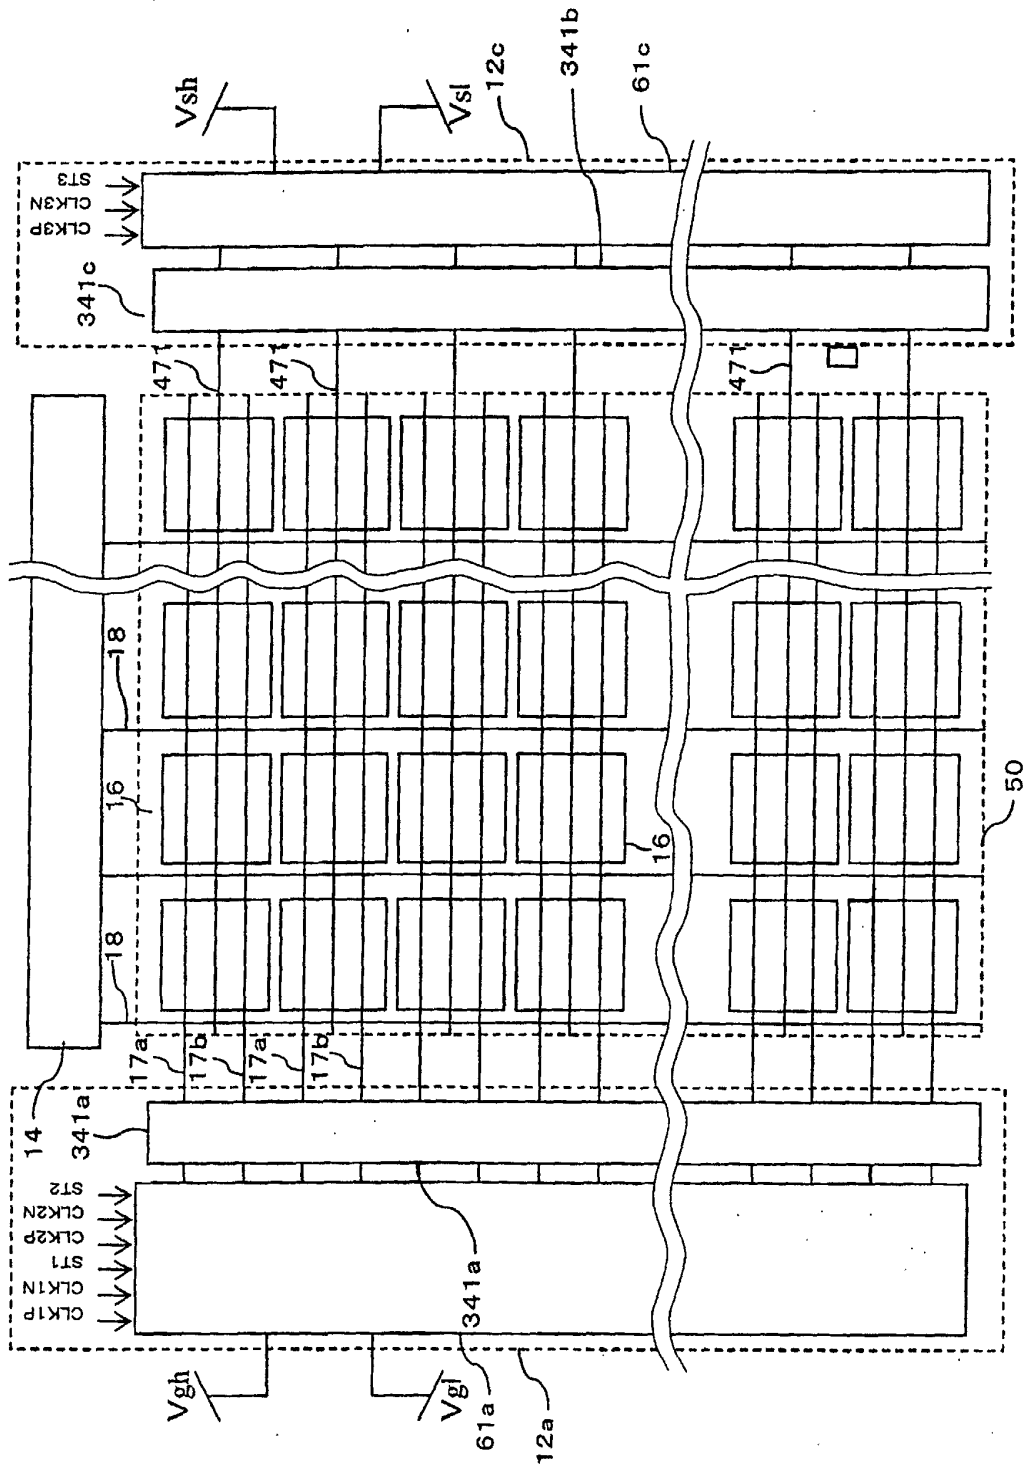 Vsh
Vsl
12c
341b
61c
ST3
CLK3N
CLK3P
341c
471
471
471
18
16
16
18
50
17a
17b
17a
17b
14
341a
ST2
CLK2N
CLK2P
ST1
CLK1N
CLK1P
341a
Vgh
Vgl
61a
12a